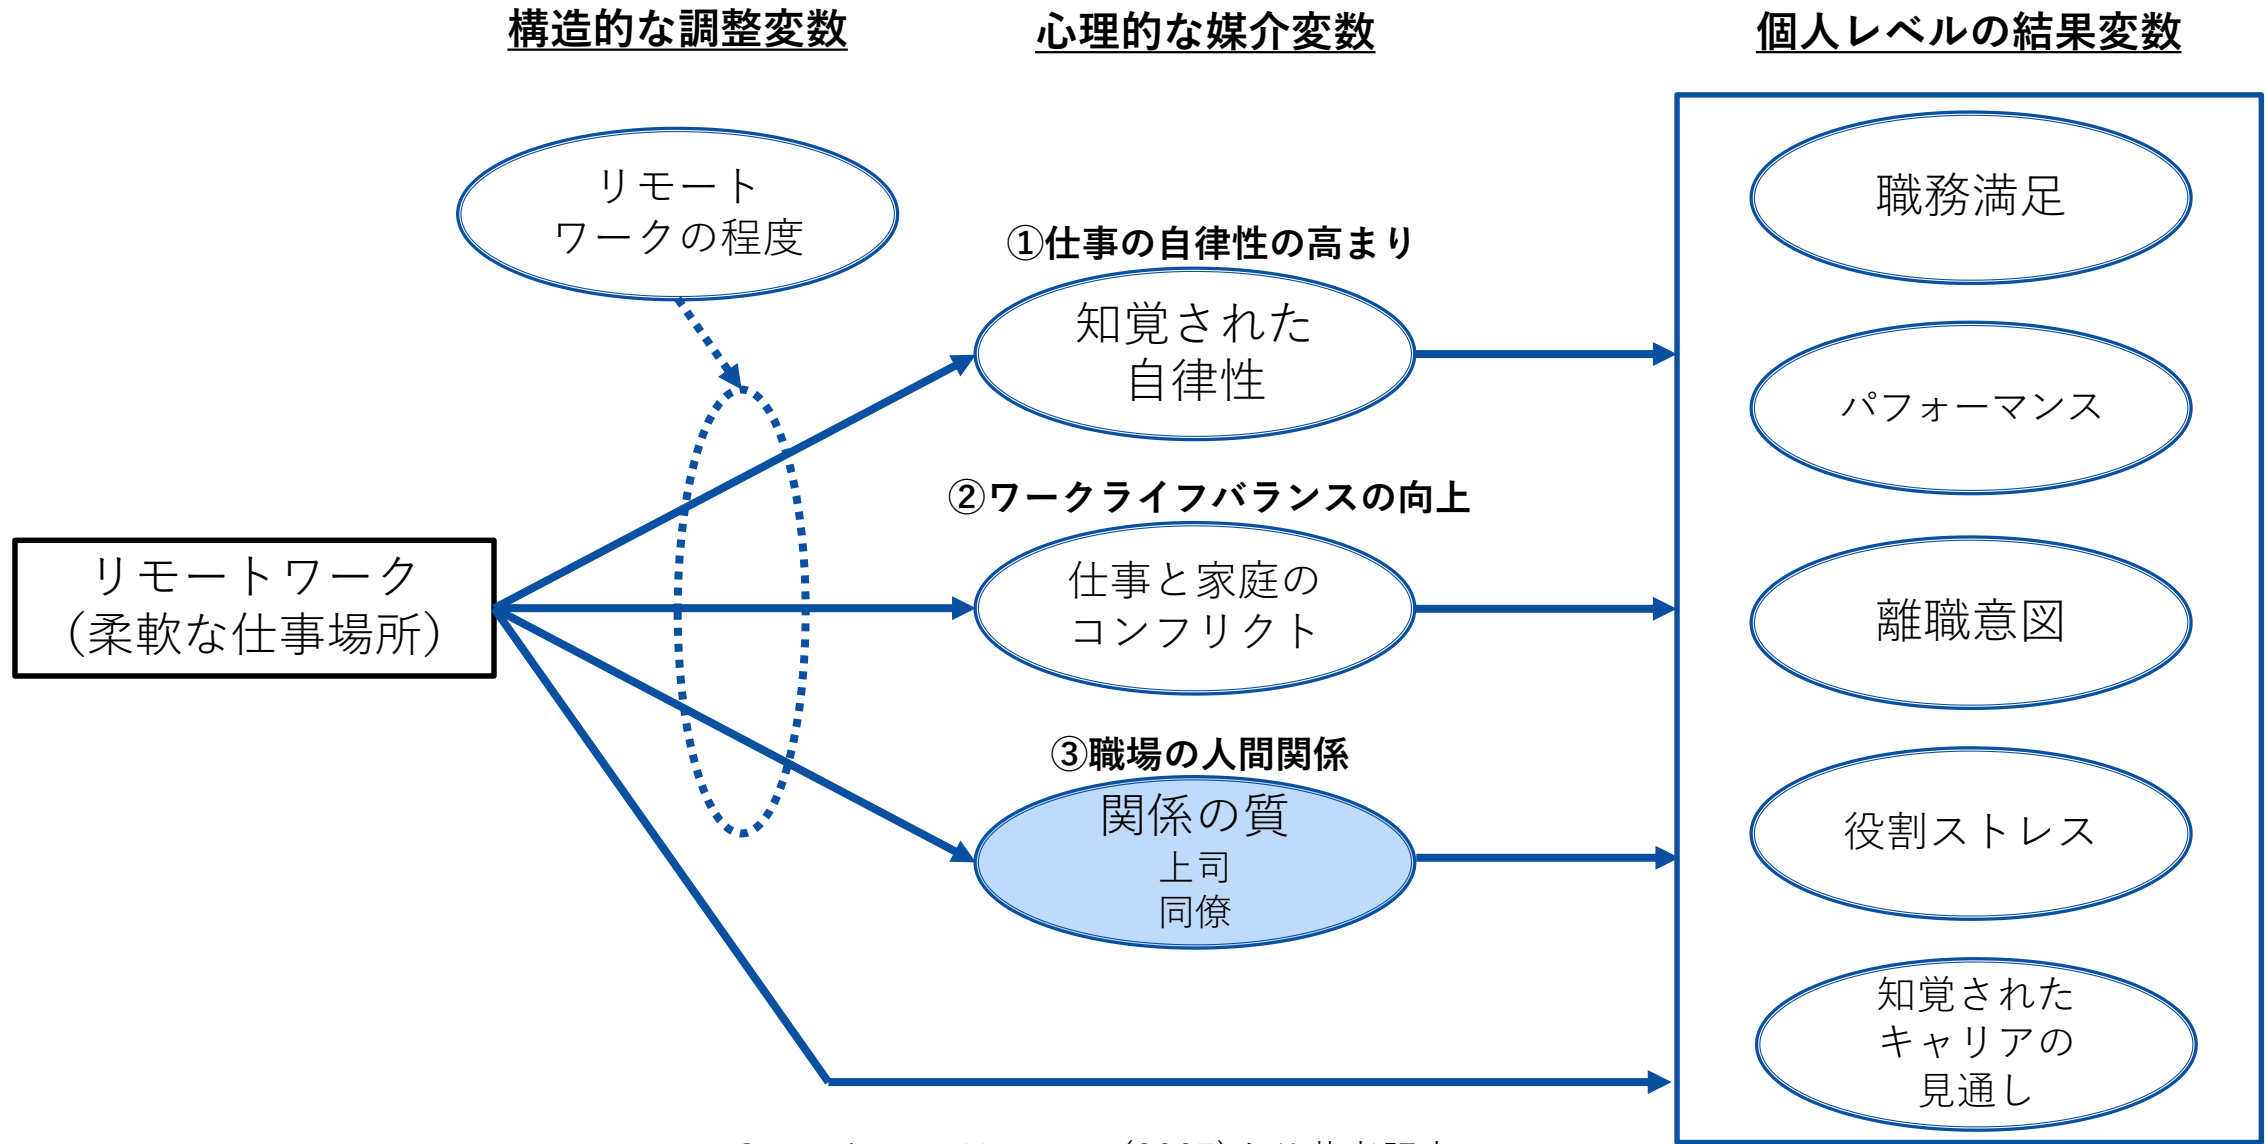 構造的な調整変数
心理的な媒介変数
個人レベルの結果変数
リモート
ワークの程度
①仕事の自律性の高まり
知覚された
自律性
②ワークライフバランスの向上
仕事と家庭の
コンフリクト
③職場の人間関係
関係の質
上司
同僚
リモートワーク
（柔軟な仕事場所）
職務満足
パフォーマンス
離職意図
役割ストレス
知覚された
キャリアの
見通し
(2007)